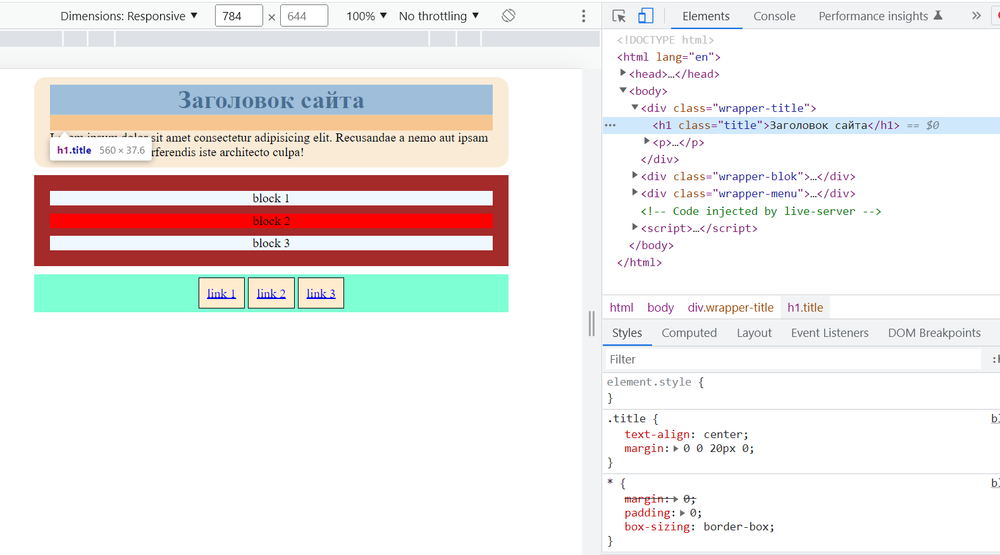 Dimensions: Responsive ▼ 784 × 644 100% ▼ No throttling ▼
Заголовок сайта
sit amet consectetur adipisicing elit. Recusandae a nemo aut ipsam
rferendis iste architecto culpa!
h1.title 560 × 37.6
block 1
block 2
block 3
link 1 link 2 link 3
Elements Console Performance insights
<!DOCTYPE html>
<html lang="en">
<head>…</head>
<body>
<div class="wrapper-title">
<h1 class="title">Заголовок сайта</h1> == $0
<p>…</p>
</div>
<div class="wrapper-blok">…</div>
<div class="wrapper-menu">…</div>
<!-- Code injected by live-server -->
<script>…</script>
</body>
</html>
html body div.wrapper-title h1.title
Styles Computed Layout Event Listeners DOM Breakpoints
Filter
element.style {
}
.title { bl
text-align: center;
margin: 0 0 20px 0;
}
* { bl
margin: 0;
padding: 0;
box-sizing: border-box;
}